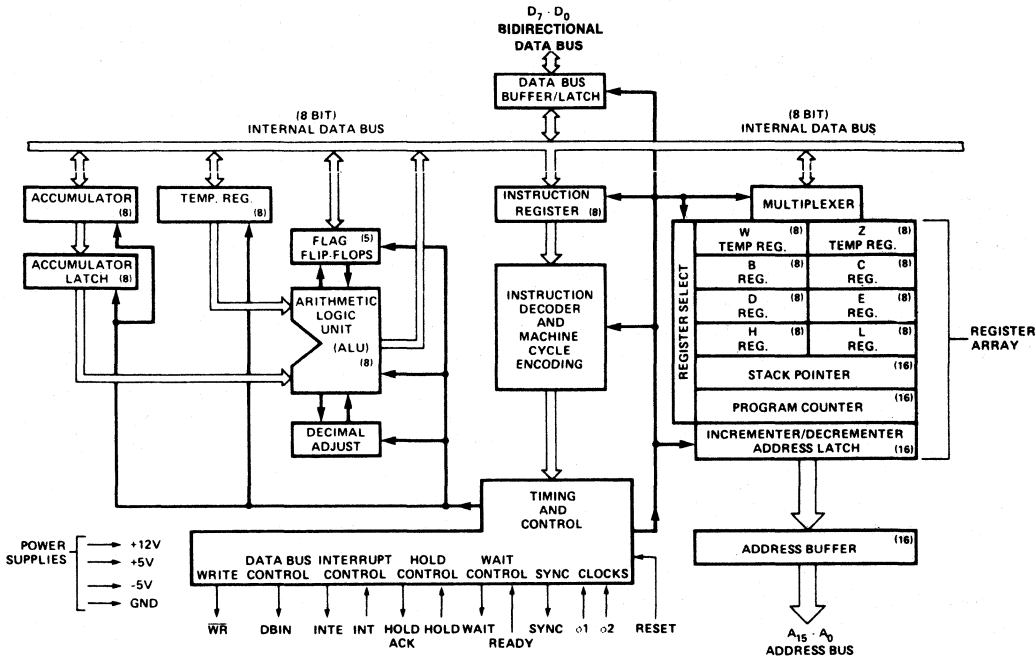 D7 - D0
BIDIRECTIONAL
DATA BUS
DATA BUS
BUFFER/LATCH
(8 BIT)
INTERNAL DATA BUS
(8 BIT)
INTERNAL DATA BUS
ACCUMULATOR
(8)
TEMP. REG.
(8)
INSTRUCTION
REGISTER (8)
MULTIPLEXER
ACCUMULATOR
LATCH (8)
FLAG (5)
FLIP-FLOPS
ARITHMETIC
LOGIC
UNIT
(ALU)
(8)
DECIMAL
ADJUST
INSTRUCTION
DECODER
AND
MACHINE
CYCLE
ENCODING
REGISTER SELECT
W (8)
TEMP REG.
Z (8)
TEMP REG.
B (8)
REG.
C (8)
REG.
D (8)
REG.
E (8)
REG.
H (8)
REG.
L (8)
REG.
STACK POINTER (16)
PROGRAM COUNTER (16)
INCREMENTER/DECREMENTER
ADDRESS LATCH (16)
REGISTER
ARRAY
TIMING
AND
CONTROL
WRITE
DATA BUS
CONTROL
INTERRUPT
CONTROL
HOLD
CONTROL
WAIT
CONTROL
SYNC
CLOCKS
ADDRESS BUFFER (16)
POWER
SUPPLIES
+12V
+5V
-5V
GND
WR
DBIN
INTE
INT
HOLD
ACK
HOLD
WAIT
READY
SYNC
ø1
ø2
RESET
A15 - A0
ADDRESS BUS